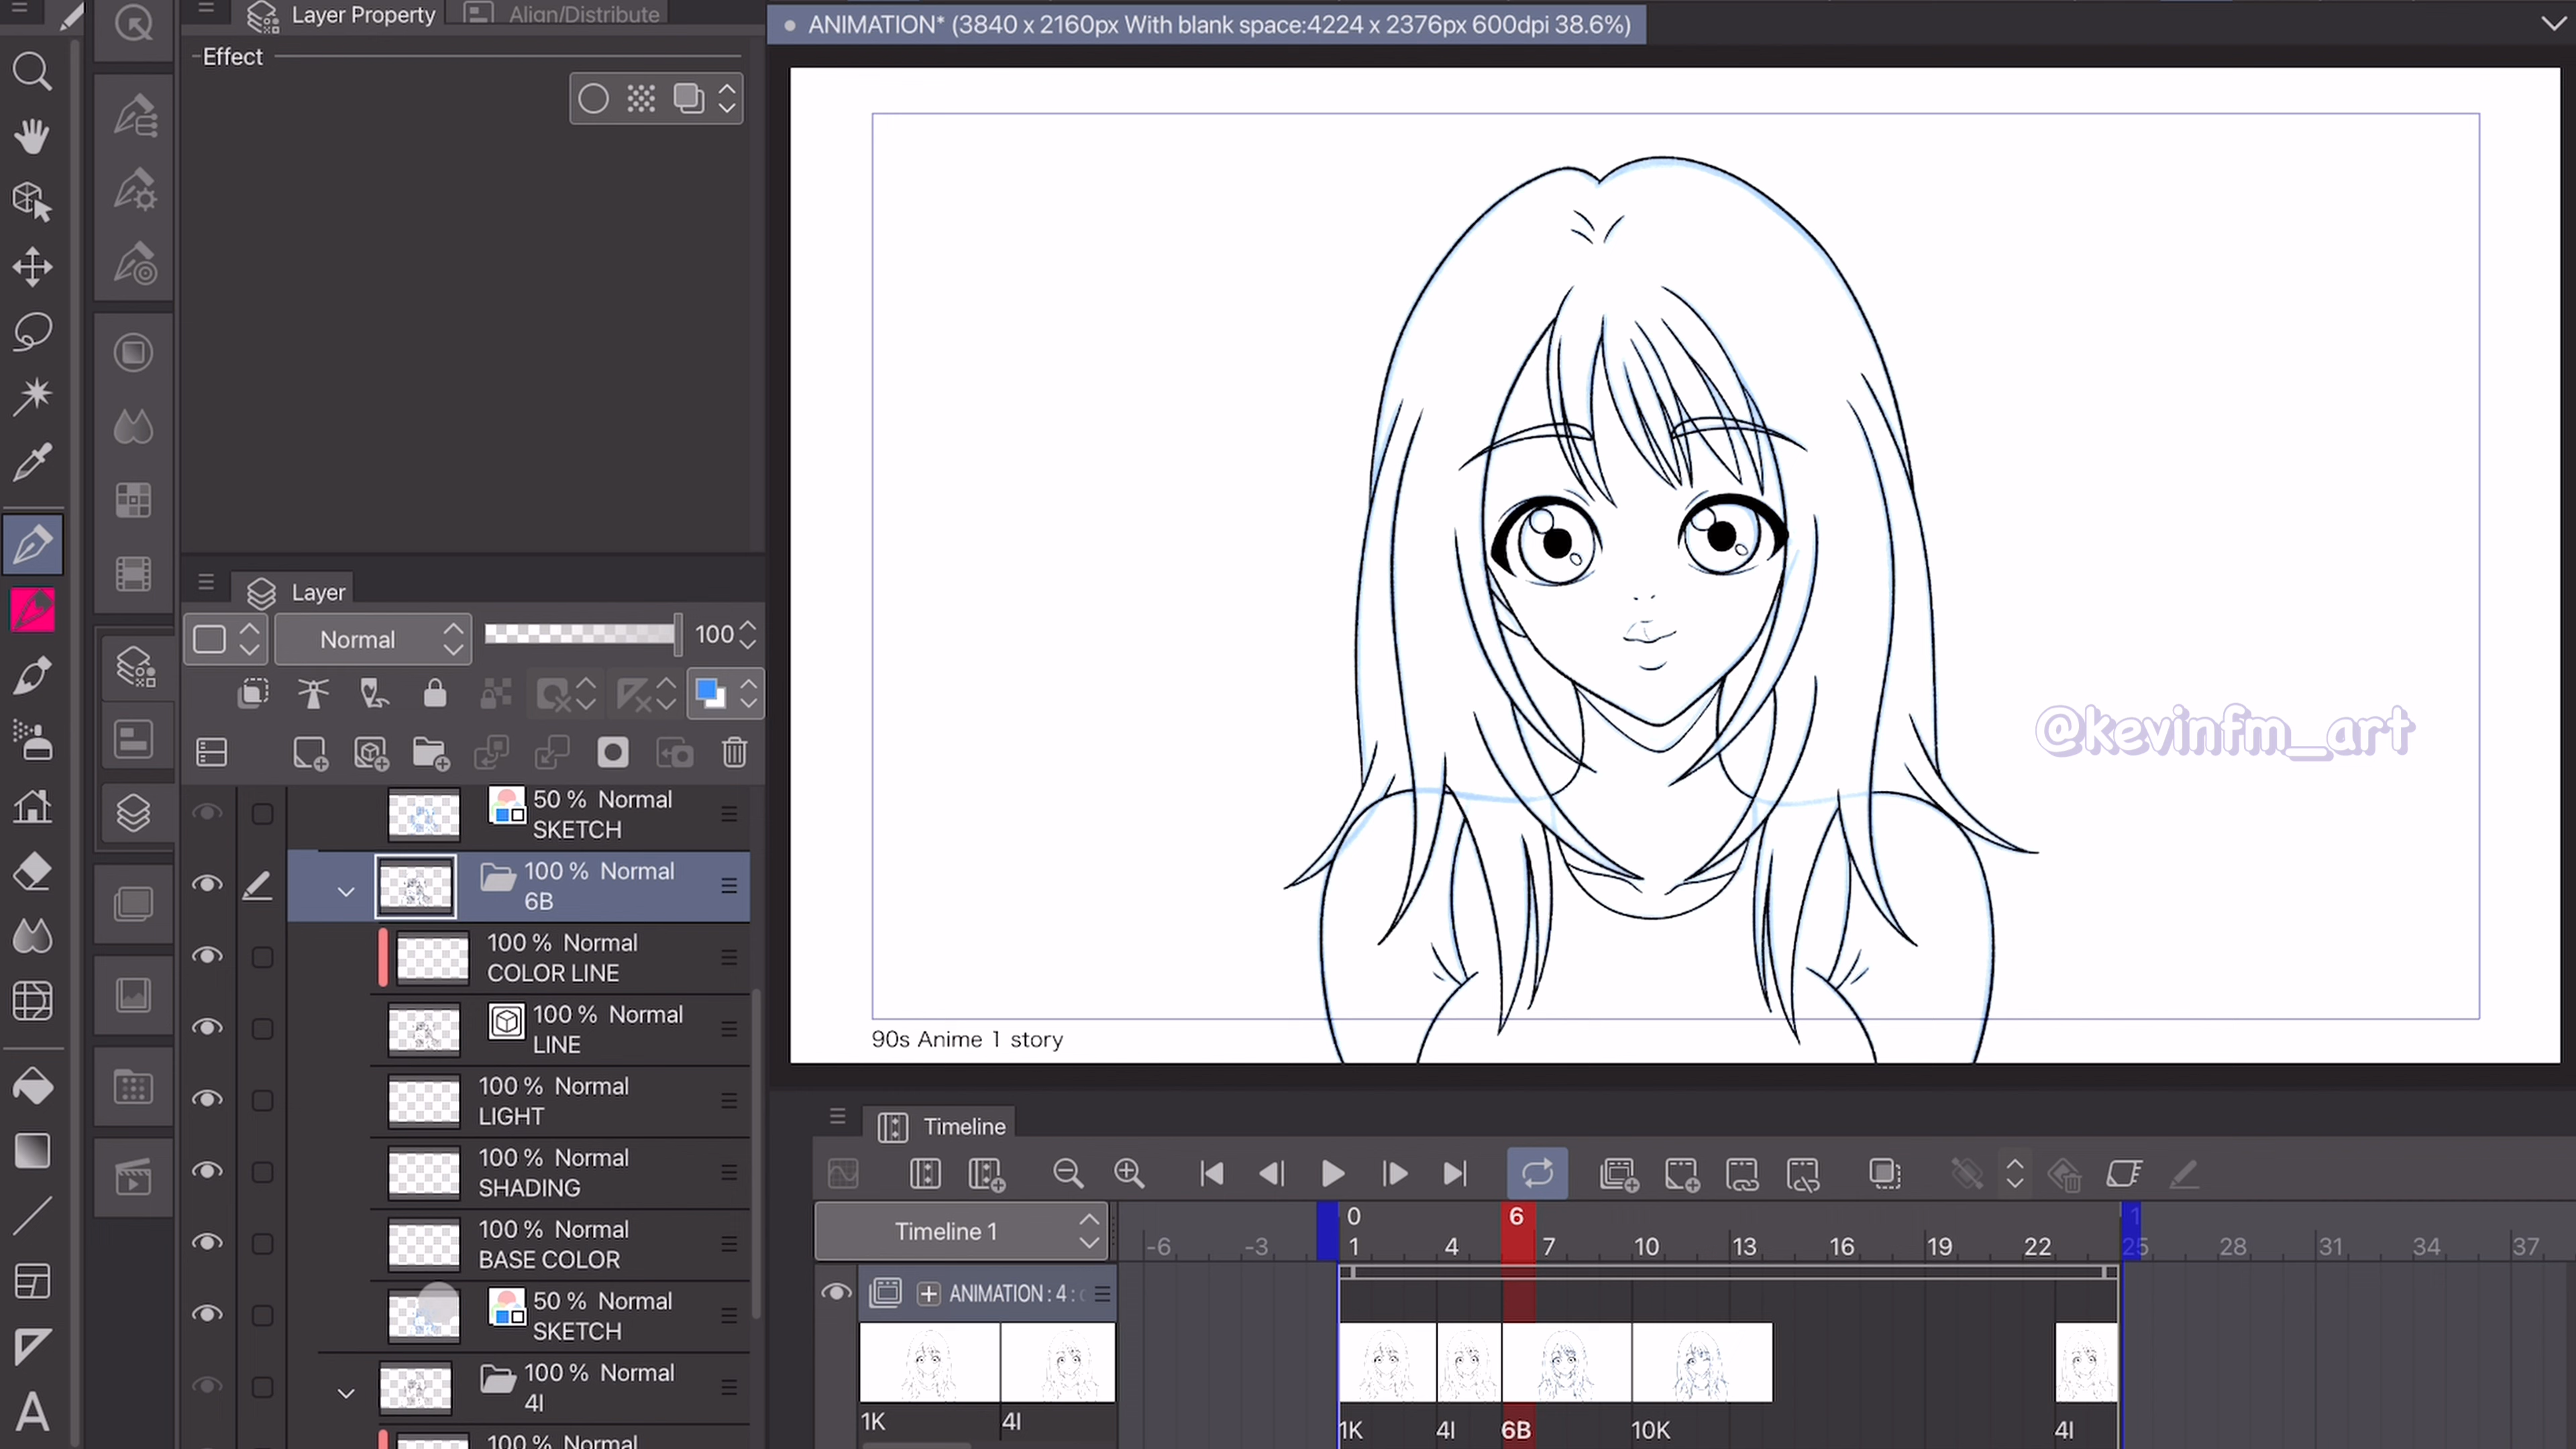 Layer Property
Align/Distribute
Effect
ANIMATION* (3840 x 2160px With blank space:4224 x 2376px 600dpi 38.6%)
@kevinfm_art
90s Anime 1 story
Layer
Normal
100
50 % Normal
SKETCH
100 % Normal
6B
100 % Normal
COLOR LINE
100 % Normal
LINE
100 % Normal
LIGHT
100 % Normal
SHADING
100 % Normal
BASE COLOR
50 % Normal
SKETCH
100 % Normal
4I
100 % Normal
A
Timeline
Timeline 1
0 6 1
-6 -3 1 4 7 10 13 16 19 22 25 28 31 34 37
ANIMATION : 4 :
1K 4I
1K 4I 6B 10K 4I